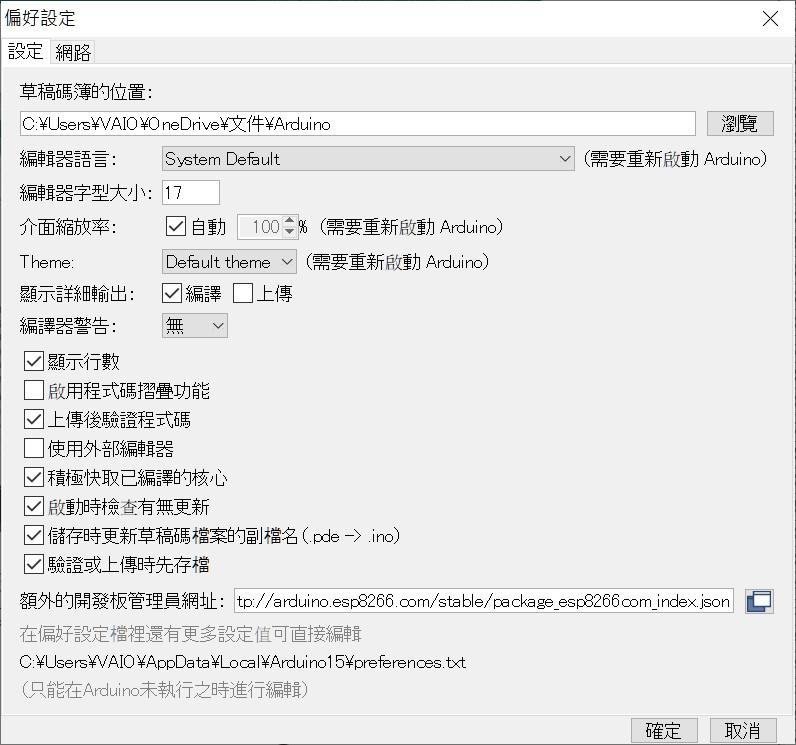 偏好設定
設定 網路
草稿碼簿的位置:
C:¥Users¥VAIO¥OneDrive¥文件¥Arduino 瀏覽
編輯器語言: System Default (需要重新啟動 Arduino)
編輯器字型大小: 17
介面縮放率: 自動 100 % (需要重新啟動 Arduino)
Theme: Default theme (需要重新啟動 Arduino)
顯示詳細輸出: 編譯 上傳
編譯器警告: 無
顯示行數
啟用程式碼摺疊功能
上傳後驗證程式碼
使用外部編輯器
積極快取已編譯的核心
啟動時檢查有無更新
儲存時更新草稿碼檔案的副檔名(.pde -> .ino)
驗證或上傳時先存檔
額外的開發板管理員網址: tp://arduino.esp8266.com/stable/package_esp8266com_index.json
在偏好設定檔裡還有更多設定值可直接編輯
C:¥Users¥VAIO¥AppData¥Local¥Arduino15¥preferences.txt
(只能在Arduino未執行之時進行編輯)
確定 取消